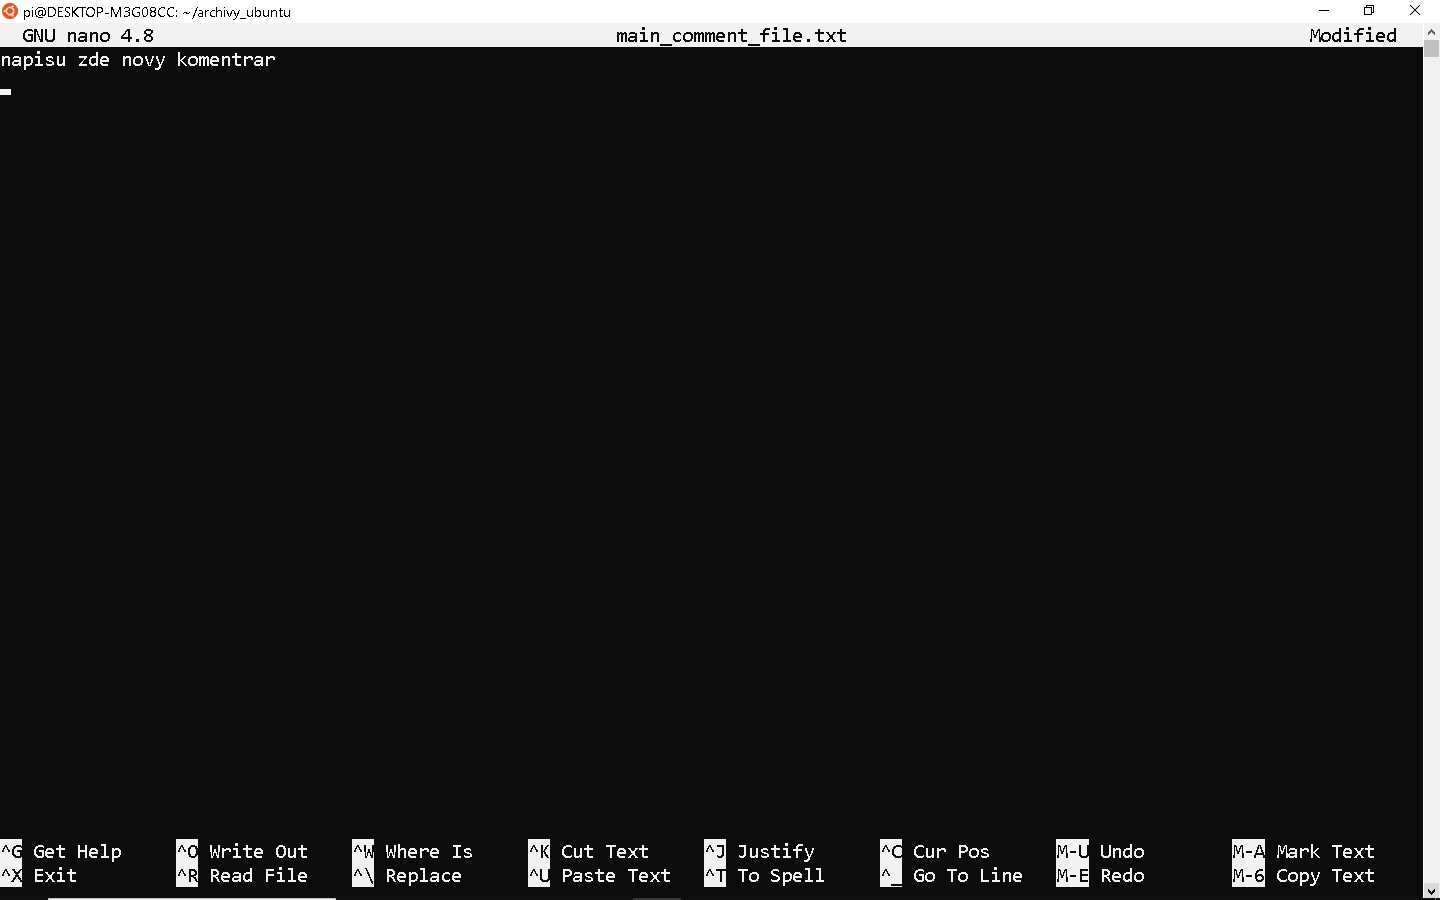 pi@DESKTOP-M3G08CC: ~/archivy_ubuntu
GNU nano 4.8 main_comment_file.txt Modified
napisu zde novy komentrar
^G Get Help ^O Write Out ^W Where Is ^K Cut Text ^J Justify ^C Cur Pos M-U Undo M-A Mark Text
^X Exit ^R Read File ^\ Replace ^U Paste Text ^T To Spell ^_ Go To Line M-E Redo M-6 Copy Text